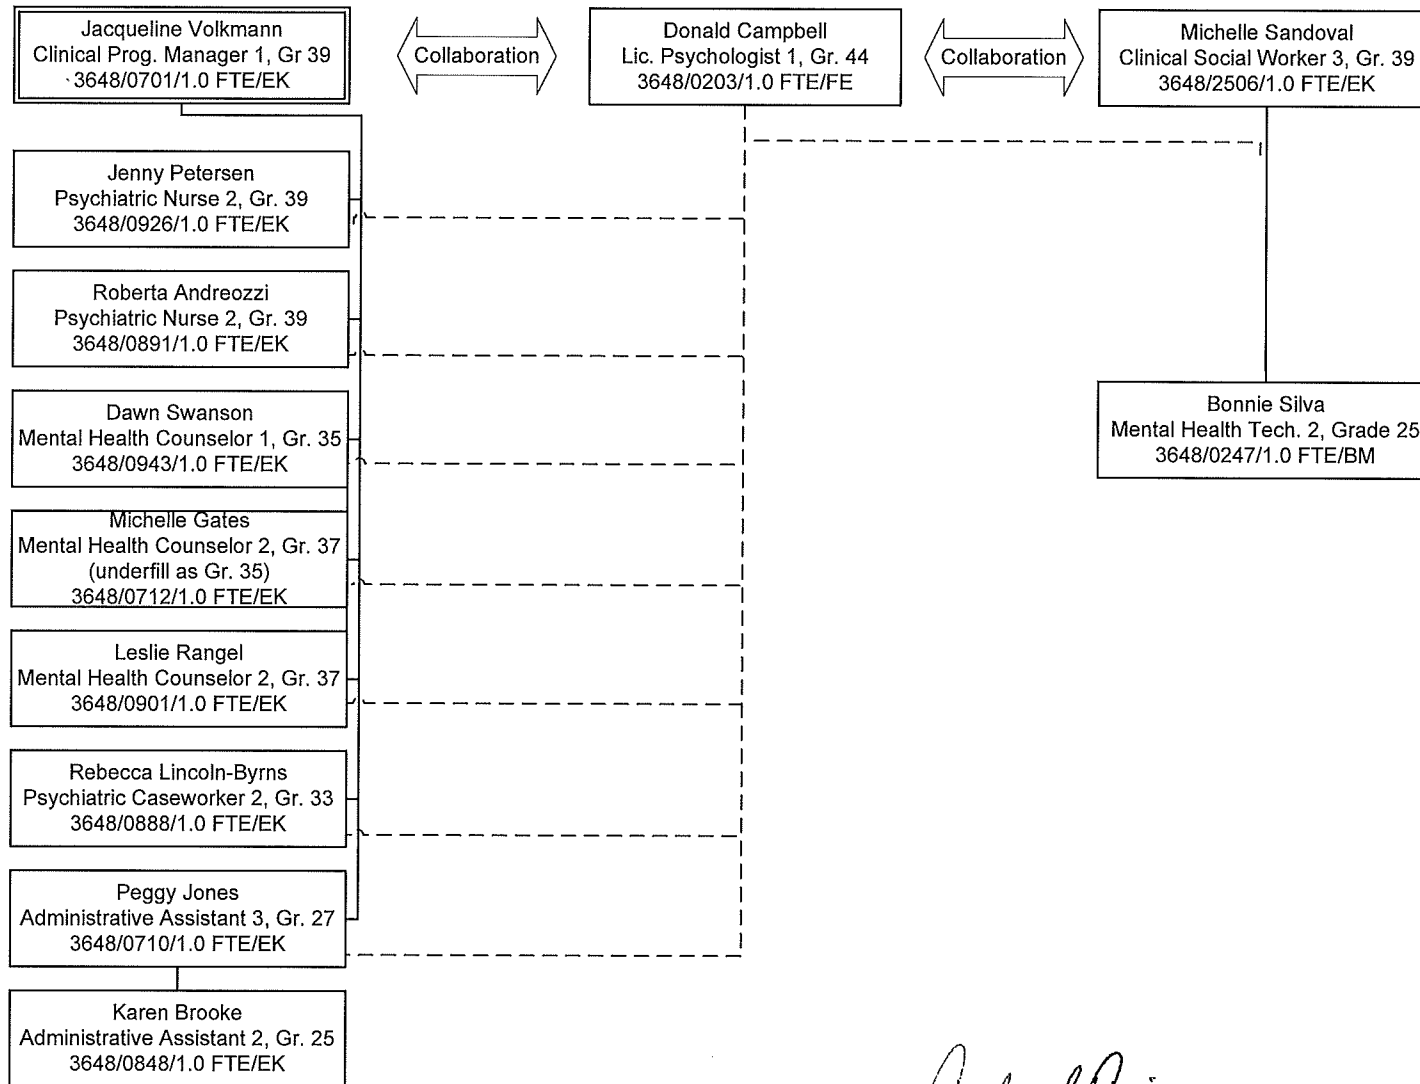 Jacqueline Volkmann
Clinical Prog. Manager 1, Gr 39
3648/0701/1.0 FTE/EK
Collaboration
Donald Campbell
Lic. Psychologist 1, Gr. 44
3648/0203/1.0 FTE/FE
Collaboration
Michelle Sandoval
Clinical Social Worker 3, Gr. 39
3648/2506/1.0 FTE/EK
Jenny Petersen
Psychiatric Nurse 2, Gr. 39
3648/0926/1.0 FTE/EK
Roberta Andreozzi
Psychiatric Nurse 2, Gr. 39
3648/0891/1.0 FTE/EK
Dawn Swanson
Mental Health Counselor 1, Gr. 35
3648/0943/1.0 FTE/EK
Bonnie Silva
Mental Health Tech. 2, Grade 25
3648/0247/1.0 FTE/BM
Michelle Gates
Mental Health Counselor 2, Gr. 37
(underfill as Gr. 35)
3648/0712/1.0 FTE/EK
Leslie Rangel
Mental Health Counselor 2, Gr. 37
3648/0901/1.0 FTE/EK
Rebecca Lincoln-Byrns
Psychiatric Caseworker 2, Gr. 33
3648/0888/1.0 FTE/EK
Peggy Jones
Administrative Assistant 3, Gr. 27
3648/0710/1.0 FTE/EK
Karen Brooke
Administrative Assistant 2, Gr. 25
3648/0848/1.0 FTE/EK